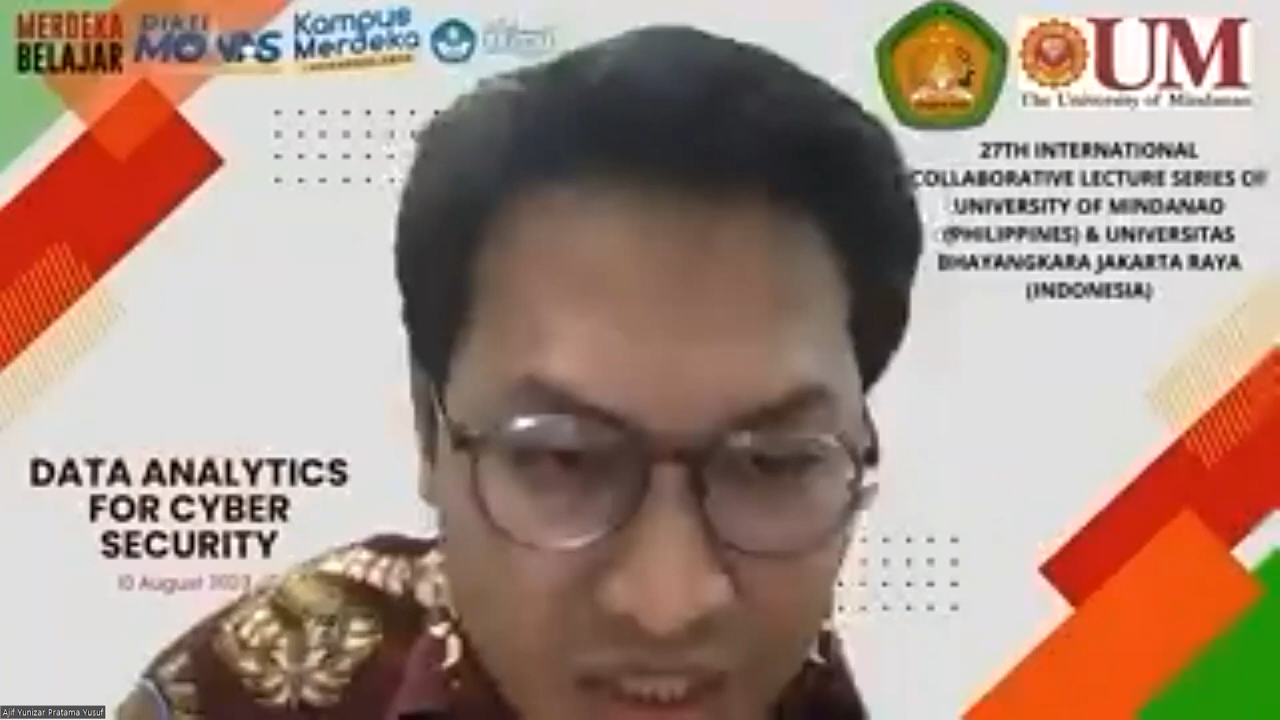 MERDEKA
BELAJAR
Kampus
Merdeka
UM
The University of Mindanao
27TH INTERNATIONAL
COLLABORATIVE LECTURE SERIES OF
UNIVERSITY OF MINDANAO
(PHILIPPINES) & UNIVERSITAS
BHAYANGKARA JAKARTA RAYA
(INDONESIA)
DATA ANALYTICS
FOR CYBER
SECURITY
10 August 2023
Ajif Yunizar Pratama Yusuf